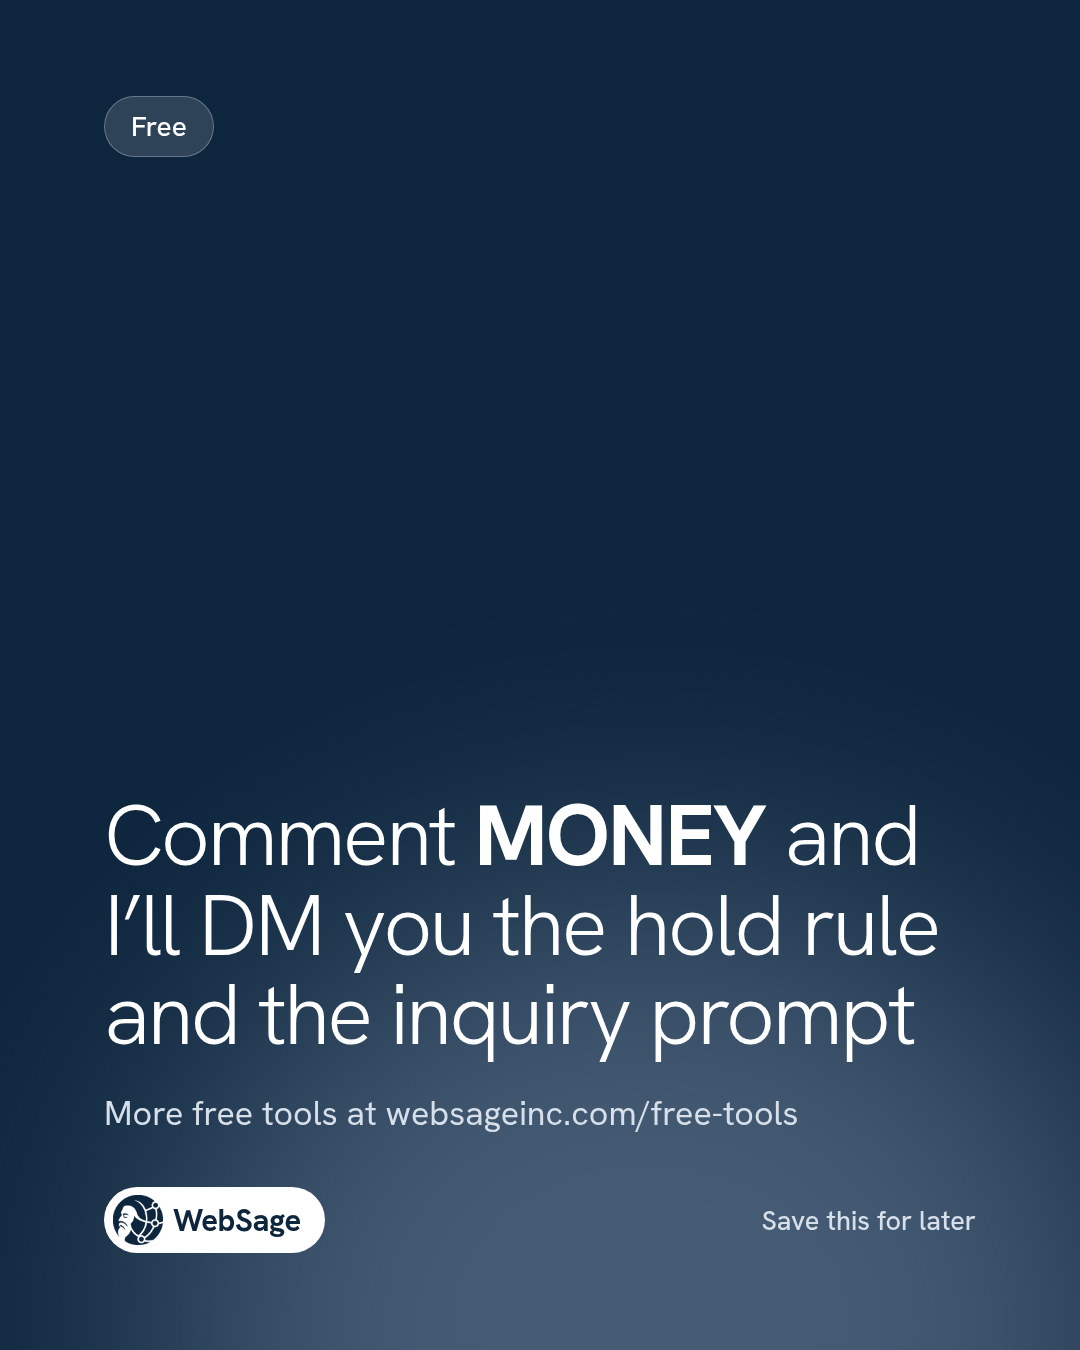 Free
Comment MONEY and
I’ll DM you the hold rule
and the inquiry prompt
More free tools at websageinc.com/free-tools
WebSage
Save this for later